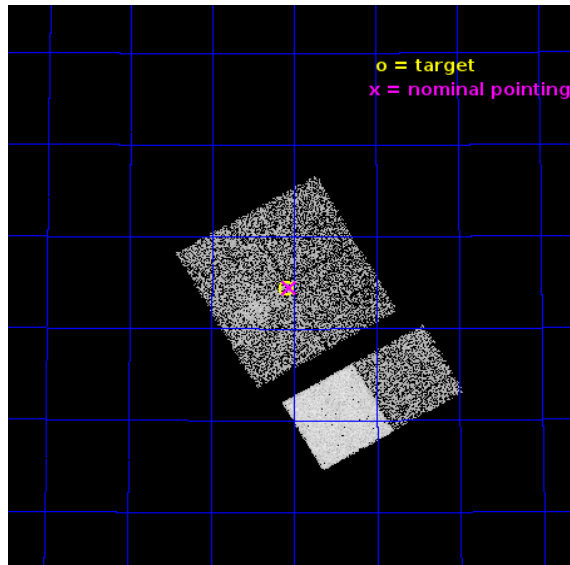 o = target
x = nominal pointing